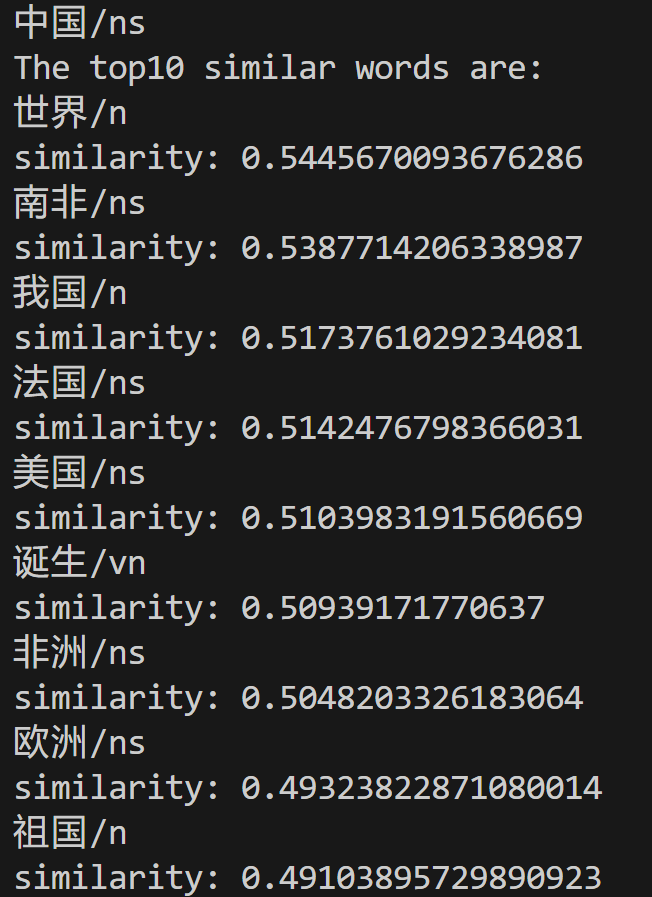 中国/ns
The top10 similar words are:
世界/n
similarity: 0.5445670093676286
南非/ns
similarity: 0.5387714206338987
我国/n
similarity: 0.5173761029234081
法国/ns
similarity: 0.5142476798366031
美国/ns
similarity: 0.5103983191560669
诞生/vn
similarity: 0.50939171770637
非洲/ns
similarity: 0.5048203326183064
欧洲/ns
similarity: 0.49323822871080014
祖国/n
similarity: 0.49103895729890923